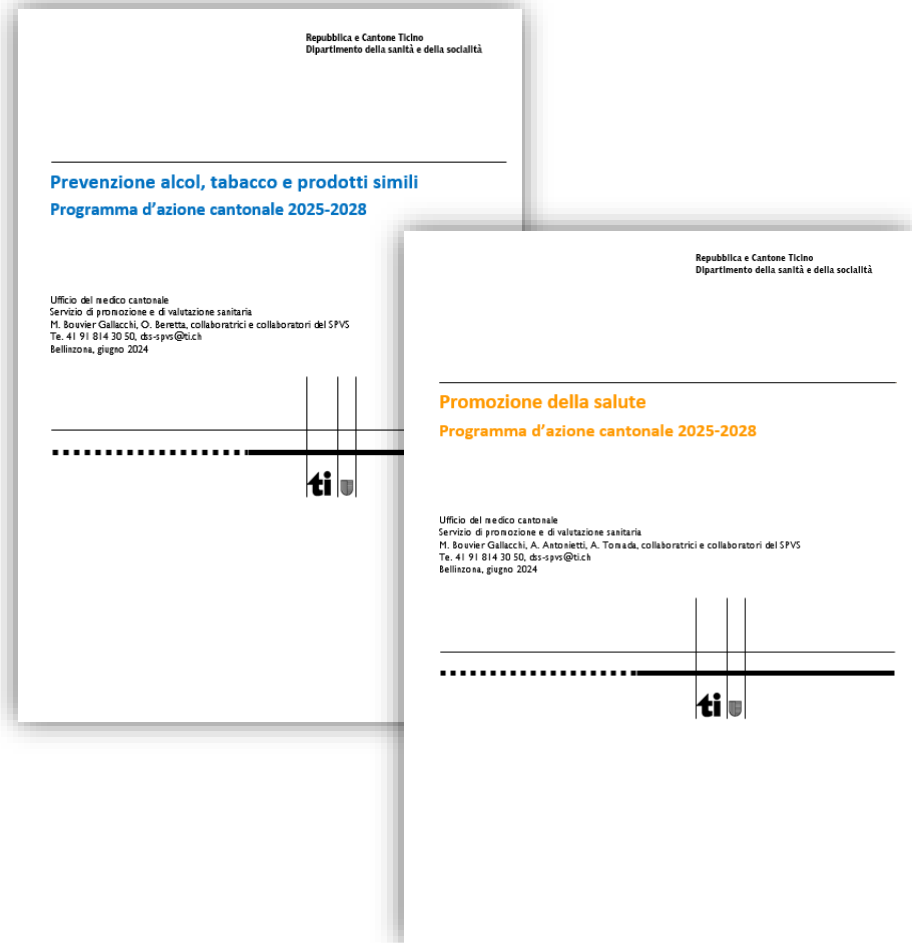 Repubblica e Cantone Ticino
Dipartimento della sanità e della socialità
Prevenzione alcol, tabacco e prodotti simili
Programma d'azione cantonale 2025-2028
Ufficio del medico cantonale
Servizio di promozione e di valutazione sanitaria
M. Bouvier Gallacchi, O. Beretta, collaboratrici e collaboratori del SPVS
Te. 41 91 814 30 50, dss-spvs@ti.ch
Bellinzona, giugno 2024
ti
Repubblica e Cantone Ticino
Dipartimento della sanità e della socialità
Promozione della salute
Programma d'azione cantonale 2025-2028
Ufficio del medico cantonale
Servizio di promozione e di valutazione sanitaria
M. Bouvier Gallacchi, A. Antonietti, A. Tomada, collaboratrici e collaboratori del SPVS
Te. 41 91 814 30 50, dss-spvs@ti.ch
Bellinzona, giugno 2024
ti